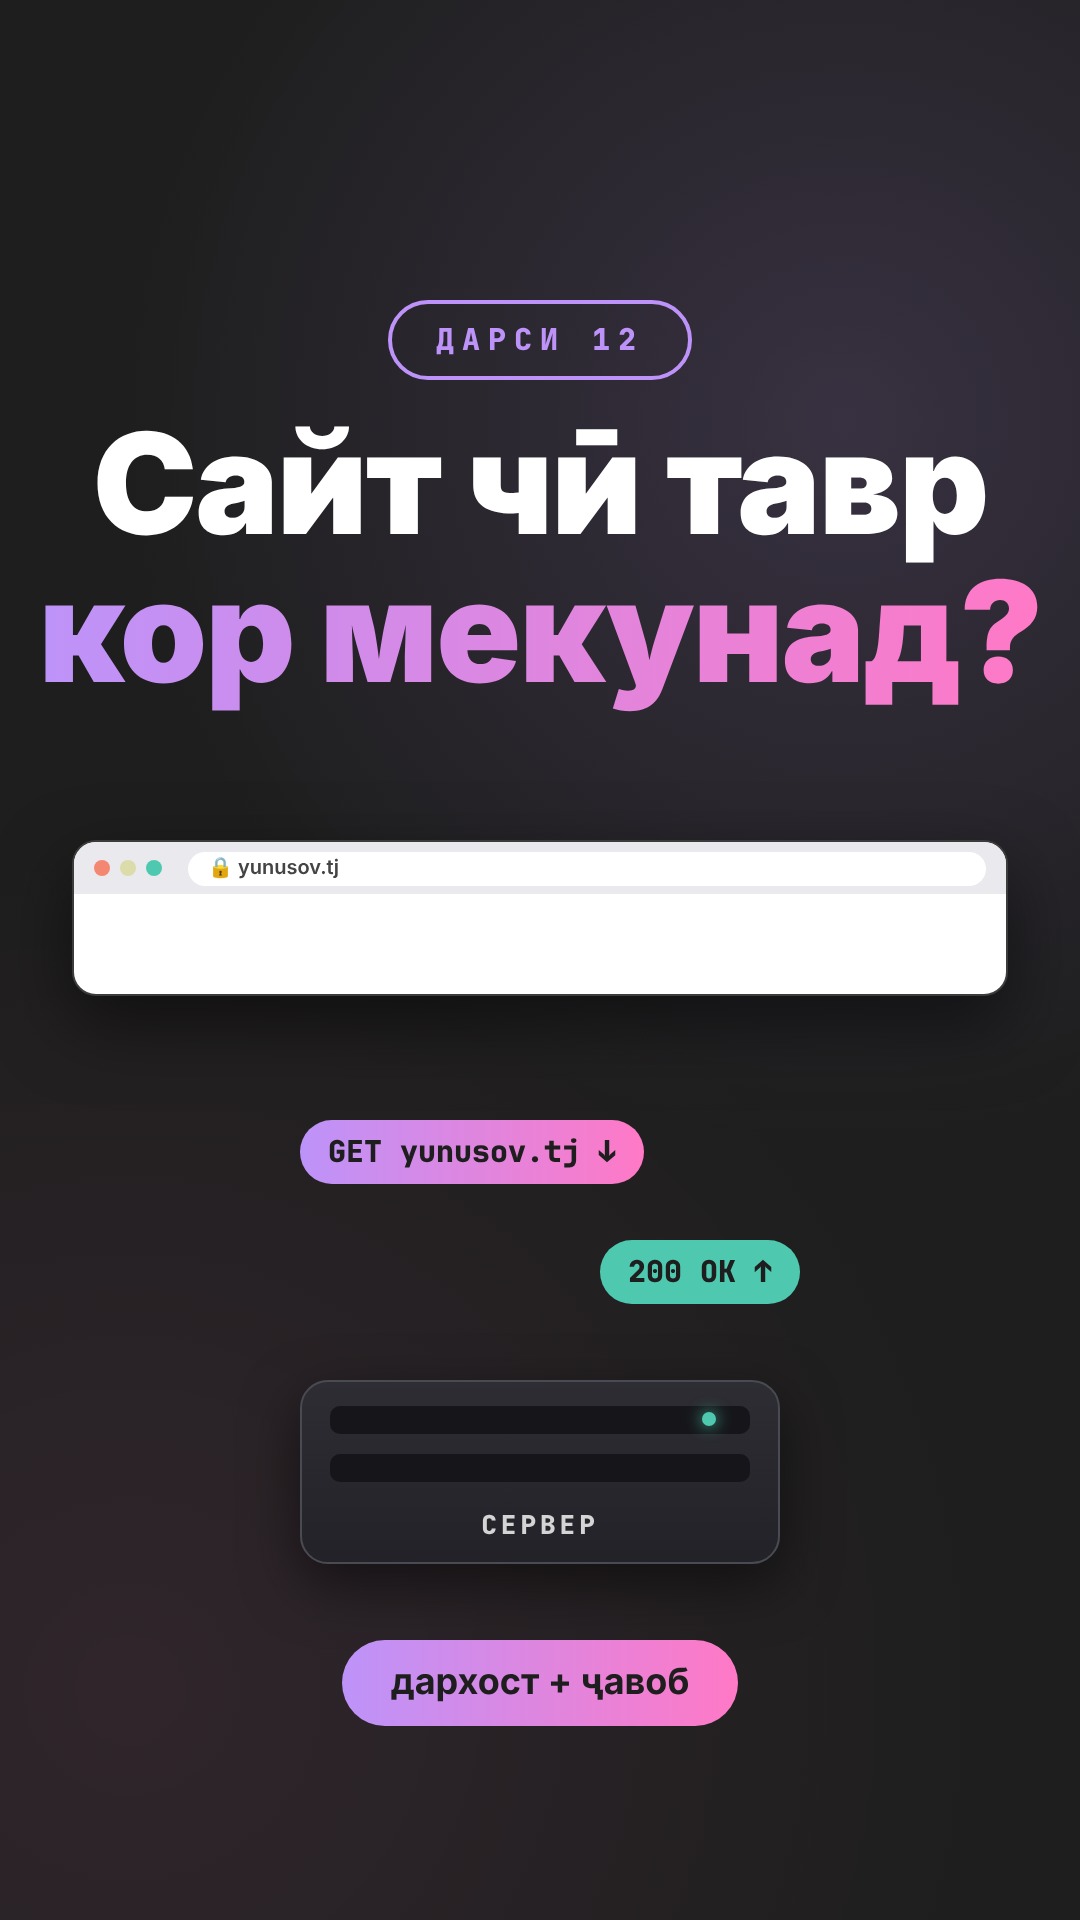 ДАРСИ 12
Сайт чӣ тавр
кор мекунад?
🔒 yunusov.tj
GET yunusov.tj ↓
200 OK ↑
СЕРВЕР
дархост + ҷавоб